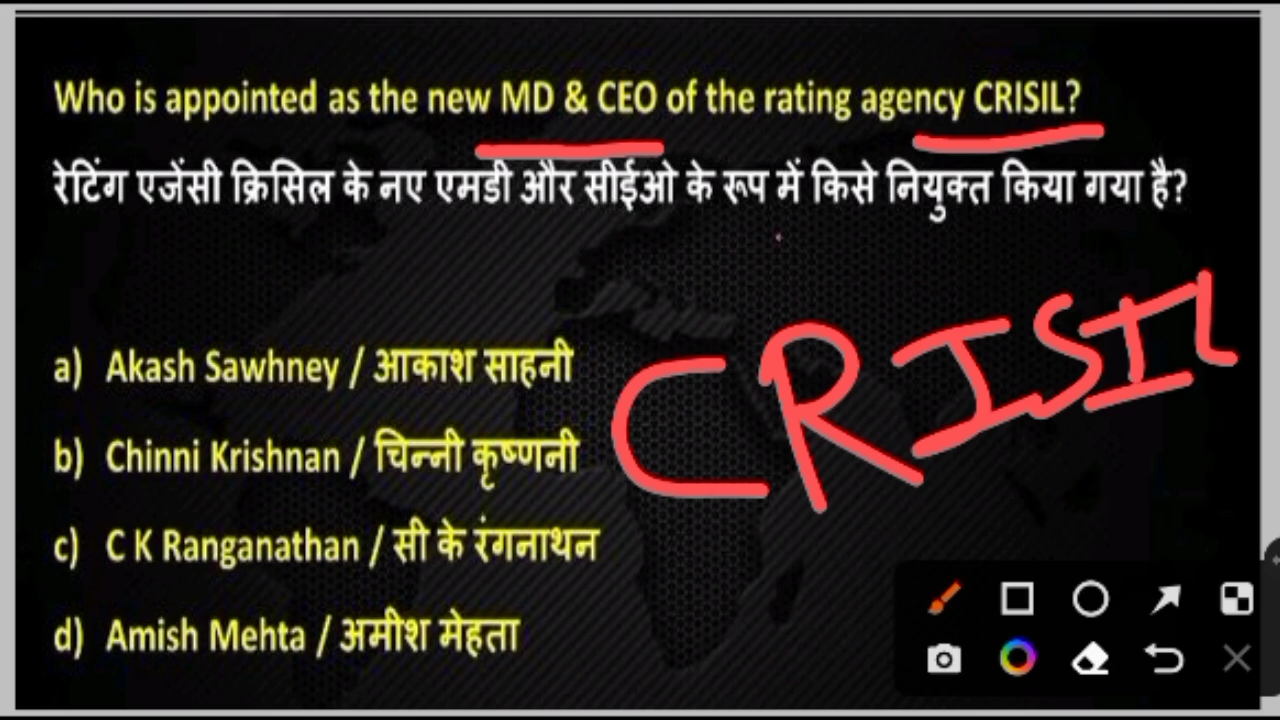 Who is appointed as the new MD & CEO of the rating agency CRISIL?
रेटिंग एजेंसी क्रिसिल के नए एमडी और सीईओ के रूप में किसे नियुक्त किया गया है?
CRISIL
a) Akash Sawhney / आकाश साहनी
b) Chinni Krishnan / चिन्नी कृष्णनी
c) C K Ranganathan / सी के रंगनाथन
d) Amish Mehta / अमीश मेहता